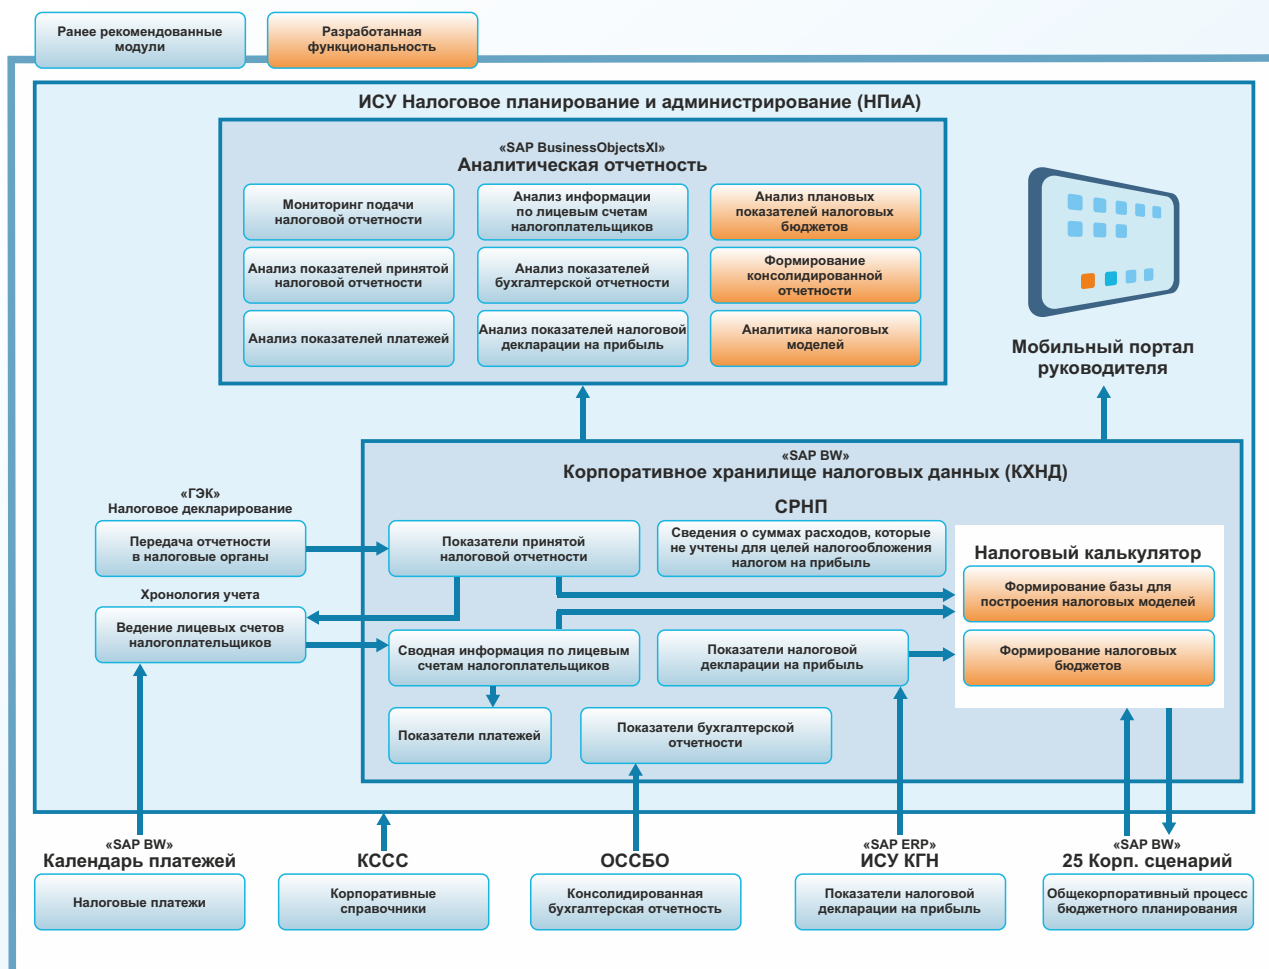 Ранее рекомендованные
модули
Разработанная
функциональность
ИСУ Налоговое планирование и администрирование (НПиА)
«SAP BusinessObjectsXI»
Аналитическая отчетность
Мониторинг подачи
налоговой отчетности
Анализ информации
по лицевым счетам
налогоплательщиков
Анализ плановых
показателей налоговых
бюджетов
Анализ показателей принятой
налоговой отчетности
Анализ показателей
бухгалтерской отчетности
Формирование
консолидированной
отчетности
Анализ показателей платежей
Анализ показателей налоговой
декларации на прибыль
Аналитика налоговых
моделей
Мобильный портал
руководителя
«SAP BW»
Корпоративное хранилище налоговых данных (КХНД)
СРНП
«ГЭК»
Налоговое декларирование
Передача отчетности
в налоговые органы
Показатели принятой
налоговой отчетности
Сведения о суммах расходов, которые
не учтены для целей налогообложения
налогом на прибыль
Налоговый калькулятор
Формирование базы для
построения налоговых моделей
Хронология учета
Ведение лицевых счетов
налогоплательщиков
Сводная информация по лицевым
счетам налогоплательщиков
Показатели налоговой
декларации на прибыль
Формирование налоговых
бюджетов
Показатели платежей
Показатели бухгалтерской
отчетности
«SAP BW»
Календарь платежей
Налоговые платежи
КССС
Корпоративные
справочники
ОССБО
Консолидированная
бухгалтерская отчетность
«SAP ERP»
ИСУ КГН
Показатели налоговой
декларации на прибыль
«SAP BW»
25 Корп. сценарий
Общекорпоративный процесс
бюджетного планирования